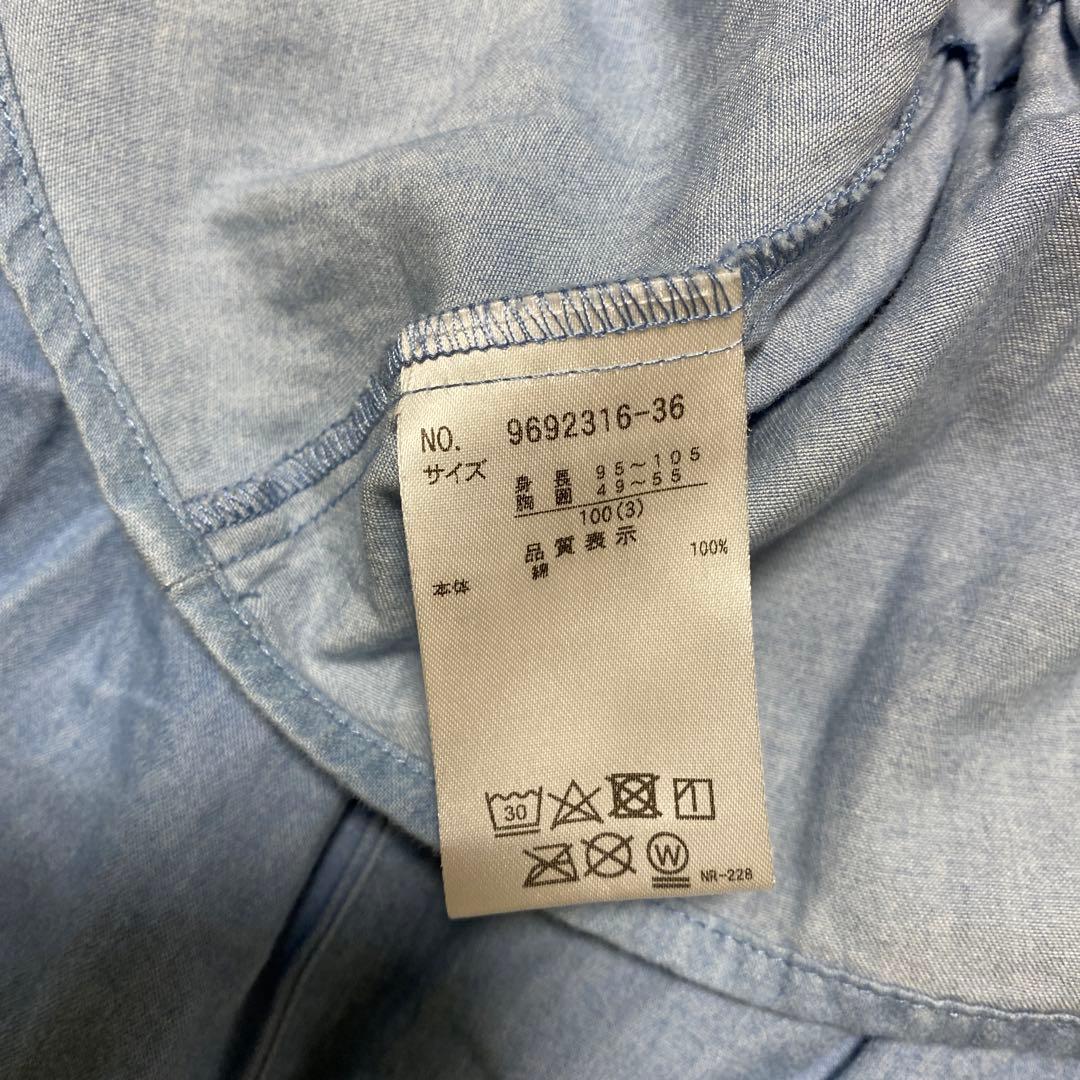 NO. 9692316-36
サイズ
身長 95～105
胸囲 49～55
100(3)
品質表示
本体 綿 100%
30
W
NR-228